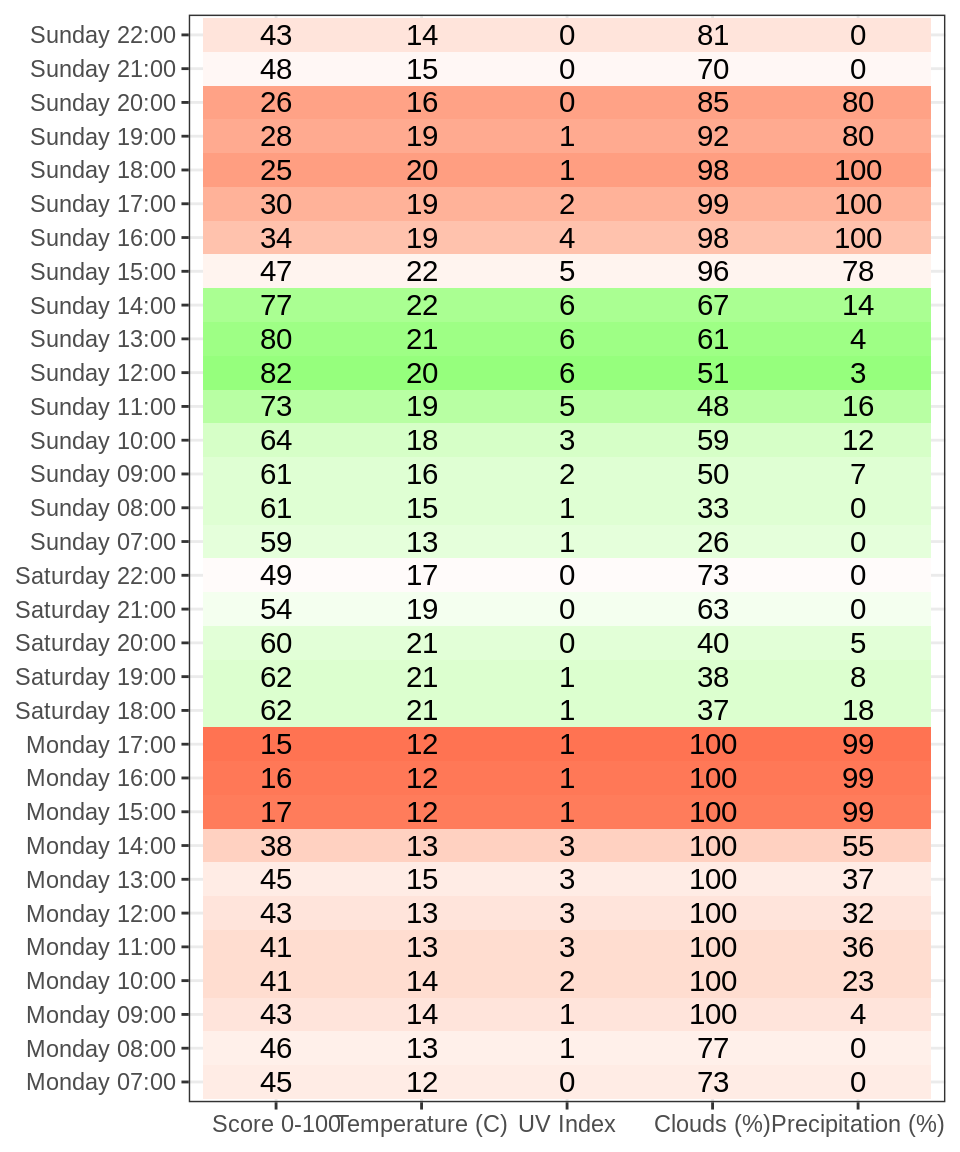 Sunday 22:00 43 14 0 81 0
Sunday 21:00 48 15 0 70 0
Sunday 20:00 26 16 0 85 80
Sunday 19:00 28 19 1 92 80
Sunday 18:00 25 20 1 98 100
Sunday 17:00 30 19 2 99 100
Sunday 16:00 34 19 4 98 100
Sunday 15:00 47 22 5 96 78
Sunday 14:00 77 22 6 67 14
Sunday 13:00 80 21 6 61 4
Sunday 12:00 82 20 6 51 3
Sunday 11:00 73 19 5 48 16
Sunday 10:00 64 18 3 59 12
Sunday 09:00 61 16 2 50 7
Sunday 08:00 61 15 1 33 0
Sunday 07:00 59 13 1 26 0
Saturday 22:00 49 17 0 73 0
Saturday 21:00 54 19 0 63 0
Saturday 20:00 60 21 0 40 5
Saturday 19:00 62 21 1 38 8
Saturday 18:00 62 21 1 37 18
Monday 17:00 15 12 1 100 99
Monday 16:00 16 12 1 100 99
Monday 15:00 17 12 1 100 99
Monday 14:00 38 13 3 100 55
Monday 13:00 45 15 3 100 37
Monday 12:00 43 13 3 100 32
Monday 11:00 41 13 3 100 36
Monday 10:00 41 14 2 100 23
Monday 09:00 43 14 1 100 4
Monday 08:00 46 13 1 77 0
Monday 07:00 45 12 0 73 0
Score 0-100 Temperature (C) UV Index Clouds (%) Precipitation (%)